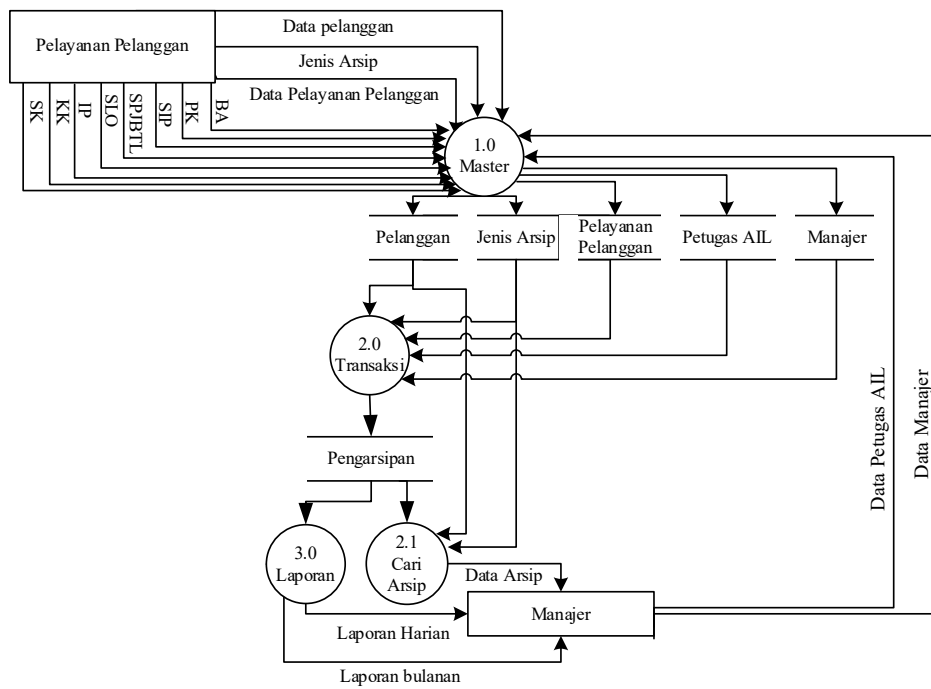 Data pelanggan
Pelayanan Pelanggan
Jenis Arsip
Data Pelayanan Pelanggan
SK
KK
IP
SLO
SPJBTL
SIP
PK
BA
1.0
Master
Pelanggan
Jenis Arsip
Pelayanan
Pelanggan
Petugas AIL
Manajer
2.0
Transaksi
Data Petugas AIL
Data Manajer
Pengarsipan
3.0
Laporan
2.1
Cari
Arsip
Data Arsip
Manajer
Laporan Harian
Laporan bulanan